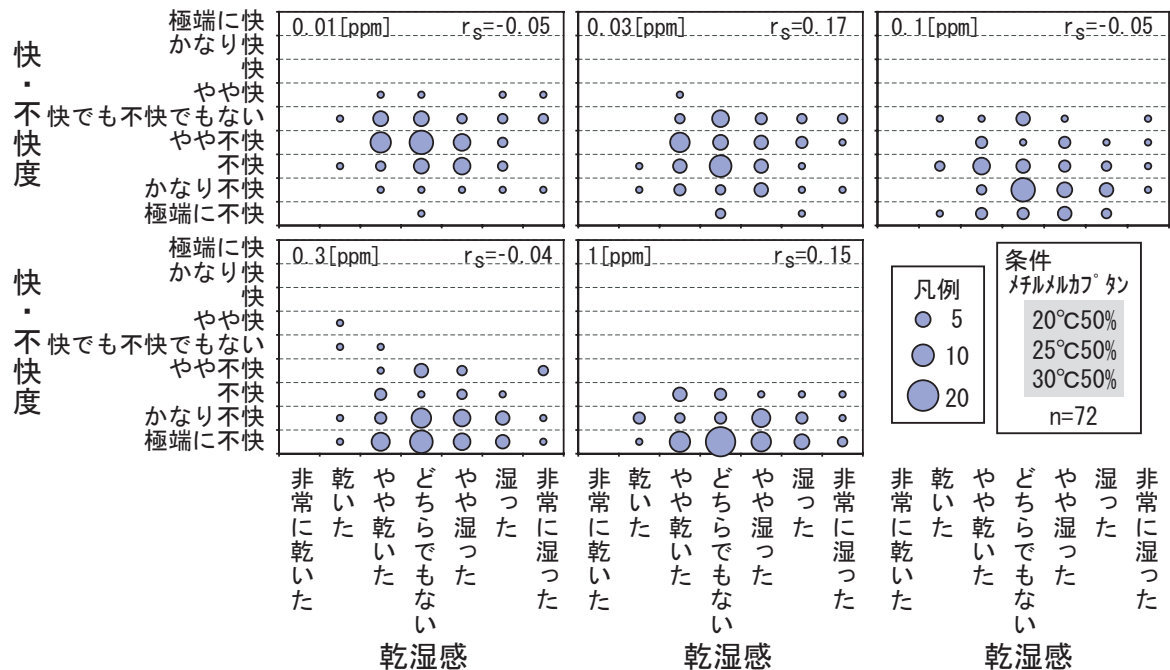 快・不快度
極端に快
かなり快
快
やや快
快でも不快でもない
やや不快
不快
かなり不快
極端に不快
0.01[ppm] rS=-0.05
0.03[ppm] rS=0.17
0.1[ppm] rS=-0.05
快・不快度
極端に快
かなり快
快
やや快
快でも不快でもない
やや不快
不快
かなり不快
極端に不快
0.3[ppm] rS=-0.04
1[ppm] rS=0.15
凡例
5
10
20
条件
メチルメルカプタン
20℃50%
25℃50%
30℃50%
n=72
非常に乾いた
乾いた
やや乾いた
どちらでもない
やや湿った
湿った
非常に湿った
乾湿感
非常に乾いた
乾いた
やや乾いた
どちらでもない
やや湿った
湿った
非常に湿った
乾湿感
非常に乾いた
乾いた
やや乾いた
どちらでもない
やや湿った
湿った
非常に湿った
乾湿感